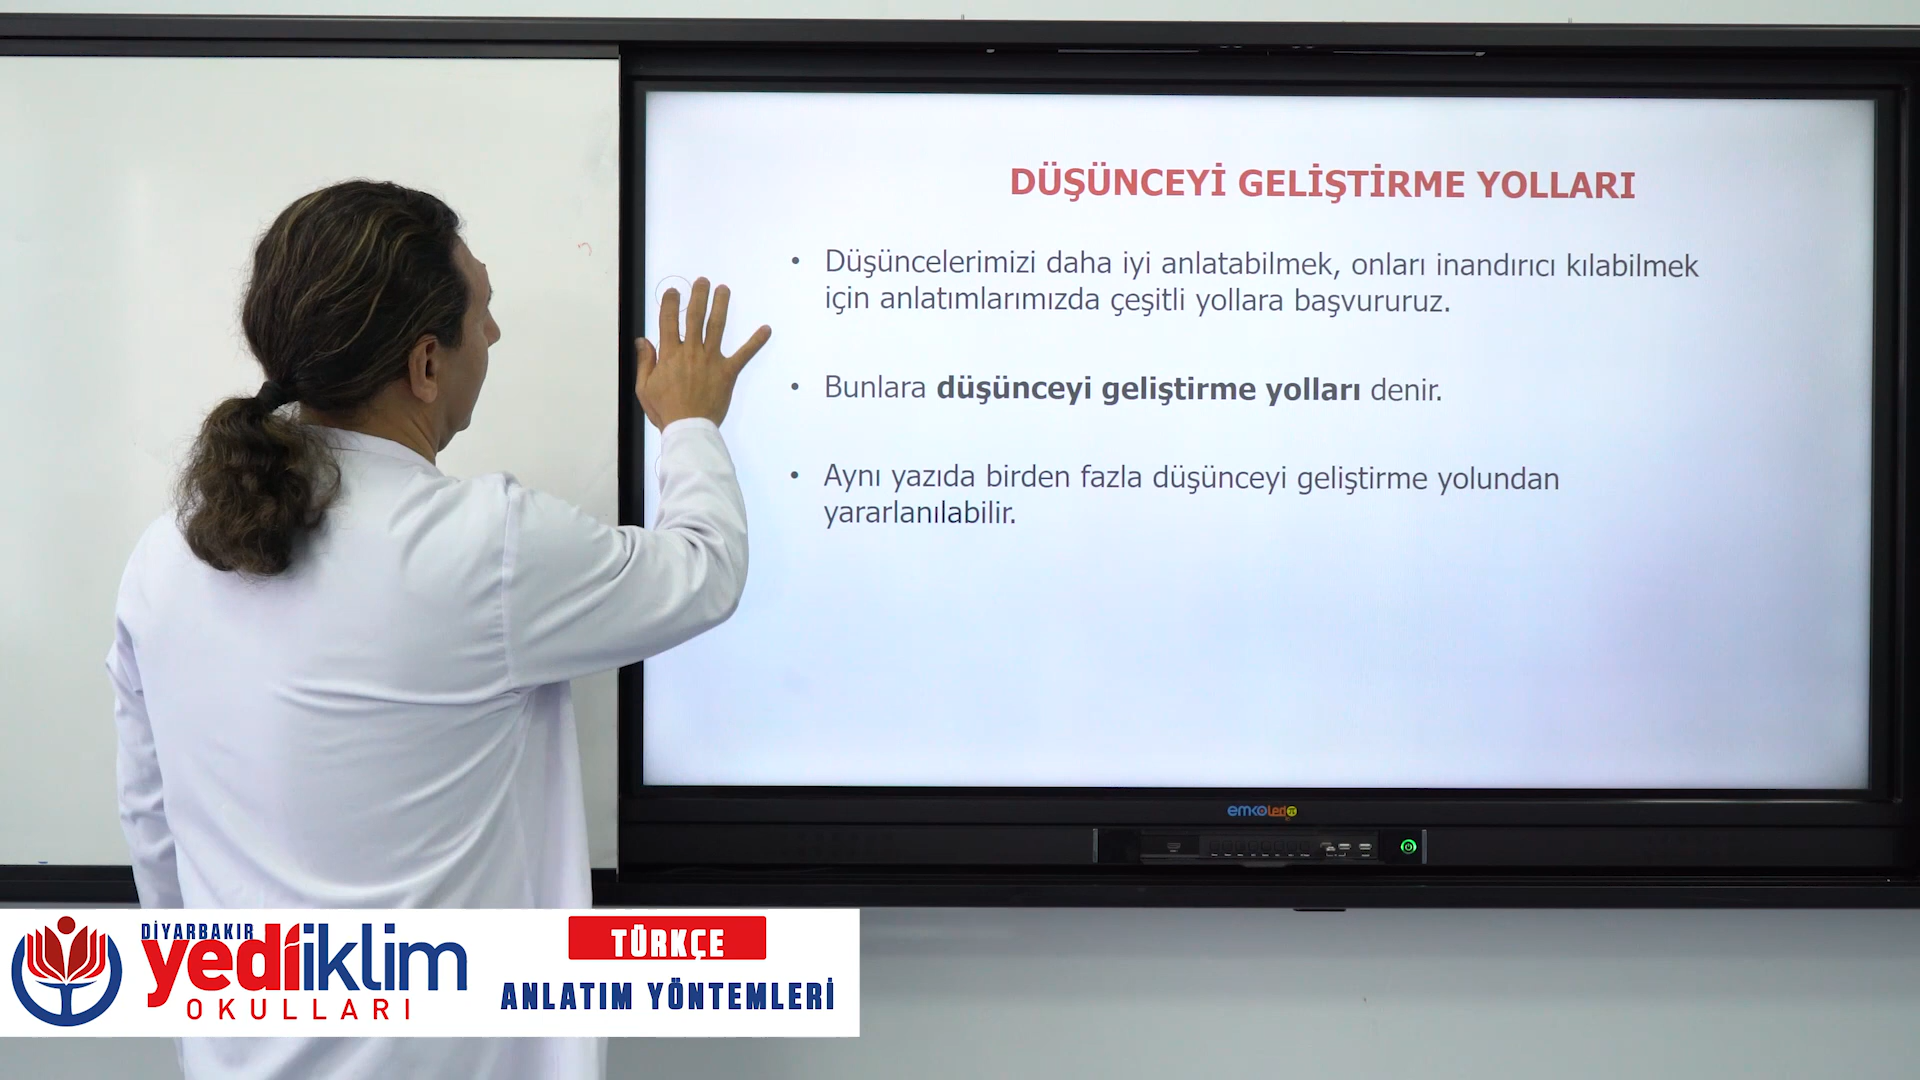 DÜŞÜNCEYİ GELİŞTİRME YOLLARI
• Düşüncelerimizi daha iyi anlatabilmek, onları inandırıcı kılabilmek
için anlatımlarımızda çeşitli yollara başvururuz.
• Bunlara düşünceyi geliştirme yolları denir.
• Aynı yazıda birden fazla düşünceyi geliştirme yolundan
yararlanılabilir.
emkoled
DİYARBAKIR
yediiklim
OKULLARI
TÜRKÇE
ANLATIM YÖNTEMLERİ